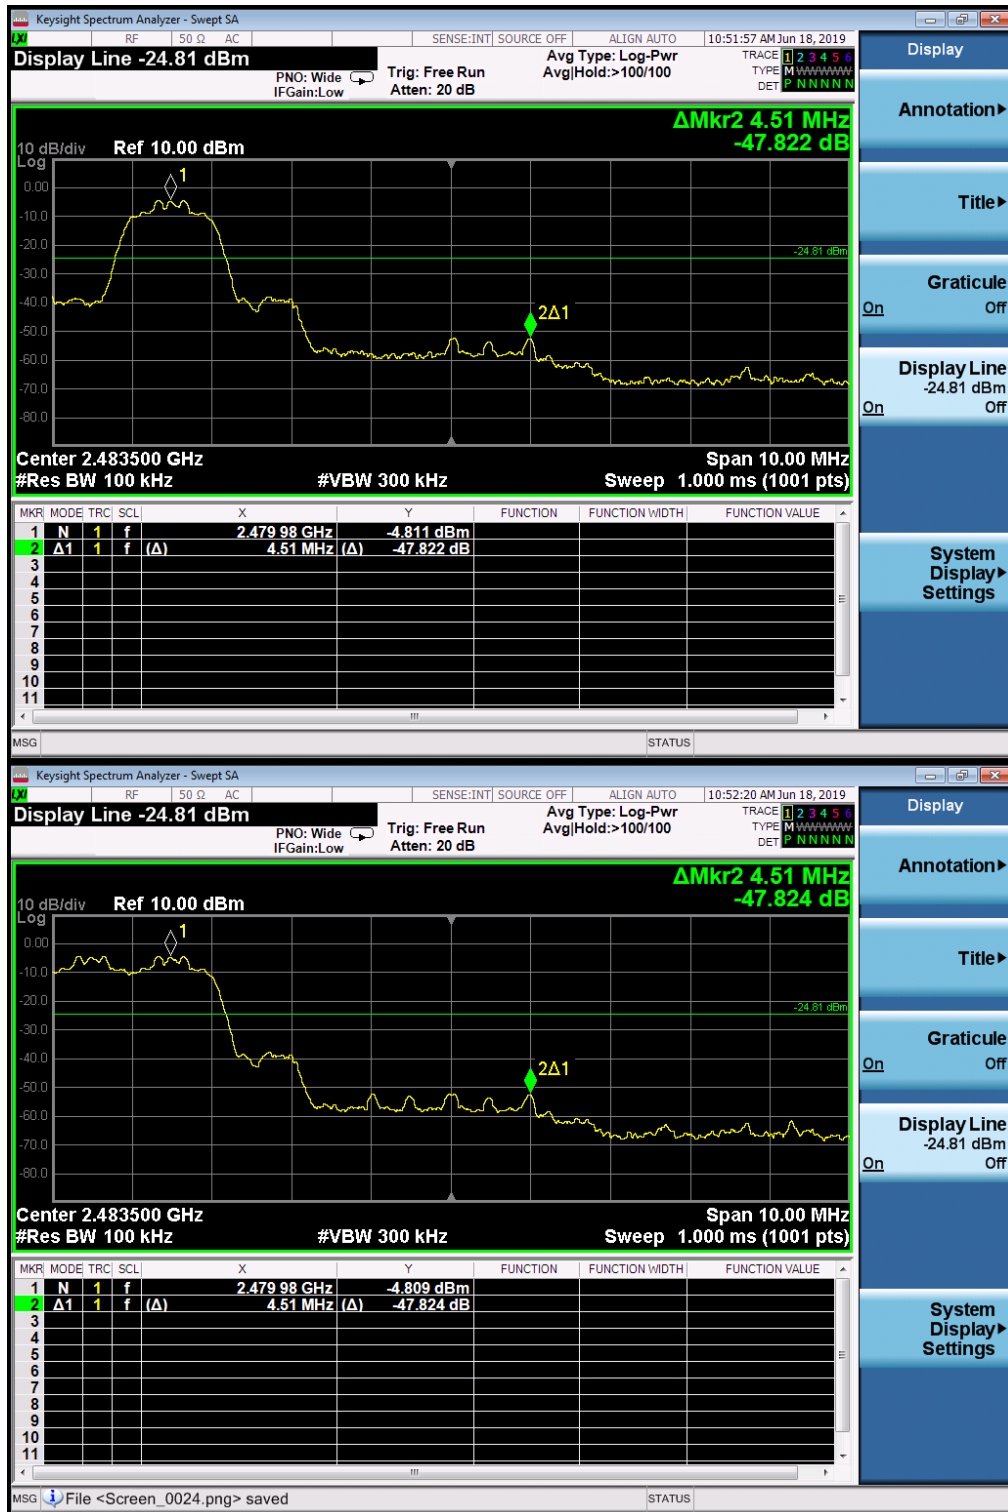 Keysight Spectrum Analyzer - Swept SA
LXI RF 50 Ω AC SENSE:INT SOURCE OFF ALIGN AUTO 10:51:57 AM Jun 18, 2019
Display Line -24.81 dBm
PNO: Wide
IFGain:Low
Trig: Free Run
Atten: 20 dB
Avg Type: Log-Pwr
Avg|Hold:>100/100
TRACE 1 2 3 4 5 6
TYPE M WWWWW
DET P N N N N N
ΔMkr2 4.51 MHz
-47.822 dB
10 dB/div Ref 10.00 dBm
Log
0.00
-10.0
-20.0
-30.0
-40.0
-50.0
-60.0
-70.0
-80.0
1
-24.81 dBm
2Δ1
Center 2.483500 GHz Span 10.00 MHz
#Res BW 100 kHz #VBW 300 kHz Sweep 1.000 ms (1001 pts)
MKR MODE TRC SCL X Y FUNCTION FUNCTION WIDTH FUNCTION VALUE
1 N 1 f 2.479 98 GHz -4.811 dBm
2 Δ1 1 f (Δ) 4.51 MHz (Δ) -47.822 dB
3
4
5
6
7
8
9
10
11
MSG STATUS
Display
Annotation
Title
Graticule
On Off
Display Line
-24.81 dBm
On Off
System
Display
Settings
Keysight Spectrum Analyzer - Swept SA
LXI RF 50 Ω AC SENSE:INT SOURCE OFF ALIGN AUTO 10:52:20 AM Jun 18, 2019
Display Line -24.81 dBm
PNO: Wide
IFGain:Low
Trig: Free Run
Atten: 20 dB
Avg Type: Log-Pwr
Avg|Hold:>100/100
TRACE 1 2 3 4 5 6
TYPE M WWWWW
DET P N N N N N
ΔMkr2 4.51 MHz
-47.824 dB
10 dB/div Ref 10.00 dBm
Log
0.00
-10.0
-20.0
-30.0
-40.0
-50.0
-60.0
-70.0
-80.0
1
-24.81 dBm
2Δ1
Center 2.483500 GHz Span 10.00 MHz
#Res BW 100 kHz #VBW 300 kHz Sweep 1.000 ms (1001 pts)
MKR MODE TRC SCL X Y FUNCTION FUNCTION WIDTH FUNCTION VALUE
1 N 1 f 2.479 98 GHz -4.809 dBm
2 Δ1 1 f (Δ) 4.51 MHz (Δ) -47.824 dB
3
4
5
6
7
8
9
10
11
MSG File <Screen_0024.png> saved STATUS
Display
Annotation
Title
Graticule
On Off
Display Line
-24.81 dBm
On Off
System
Display
Settings